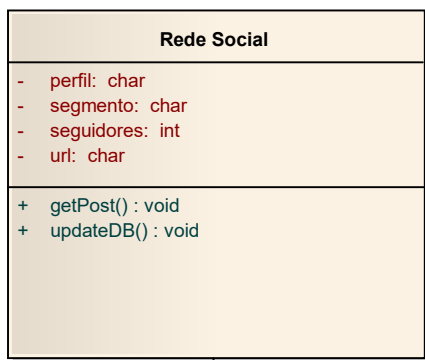 Rede Social
- perfil: char
- segmento: char
- seguidores: int
- url: char
+ getPost() : void
+ updateDB() : void